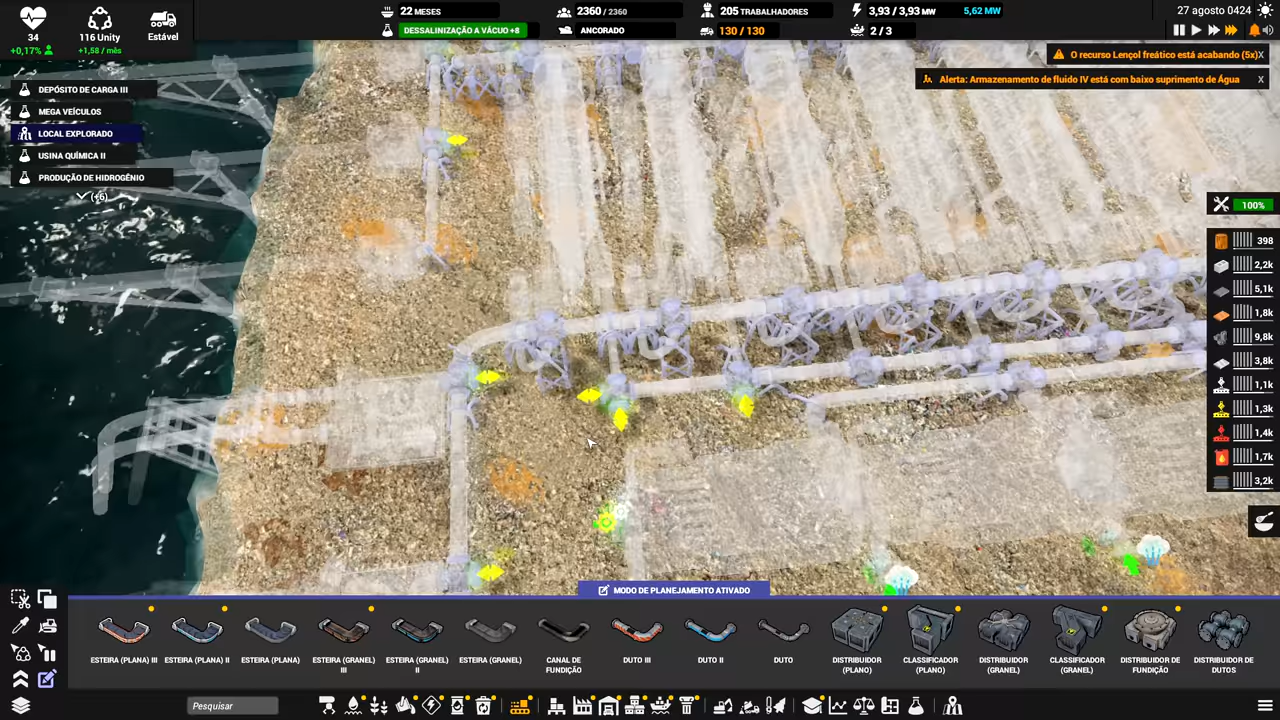 22 MESES
2360 / 2360
205 TRABALHADORES
3,93 / 3,93 MW
5,62 MW
27 agosto 0424
34
116 Unity
Estável
+0,17%
+1,58 / mês
DESSALINIZAÇÃO A VÁCUO +8
ANCORADO
130 / 130
2 / 3
O recurso Lençol freático está acabando (5x)X
Alerta: Armazenamento de fluido IV está com baixo suprimento de Água X
DEPÓSITO DE CARGA III
MEGA VEÍCULOS
LOCAL EXPLORADO
USINA QUÍMICA II
PRODUÇÃO DE HIDROGÊNIO
(+6)
100%
398
2,2k
5,1k
1,8k
9,8k
3,8k
1,1k
1,3k
1,4k
1,7k
3,2k
MODO DE PLANEJAMENTO ATIVADO
ESTEIRA (PLANA) III
ESTEIRA (PLANA) II
ESTEIRA (PLANA)
ESTEIRA (GRANEL) III
ESTEIRA (GRANEL) II
ESTEIRA (GRANEL)
CANAL DE FUNDIÇÃO
DUTO III
DUTO II
DUTO
DISTRIBUIDOR (PLANO)
CLASSIFICADOR (PLANO)
DISTRIBUIDOR (GRANEL)
CLASSIFICADOR (GRANEL)
DISTRIBUIDOR DE FUNDIÇÃO
DISTRIBUIDOR DE DUTOS
Pesquisar